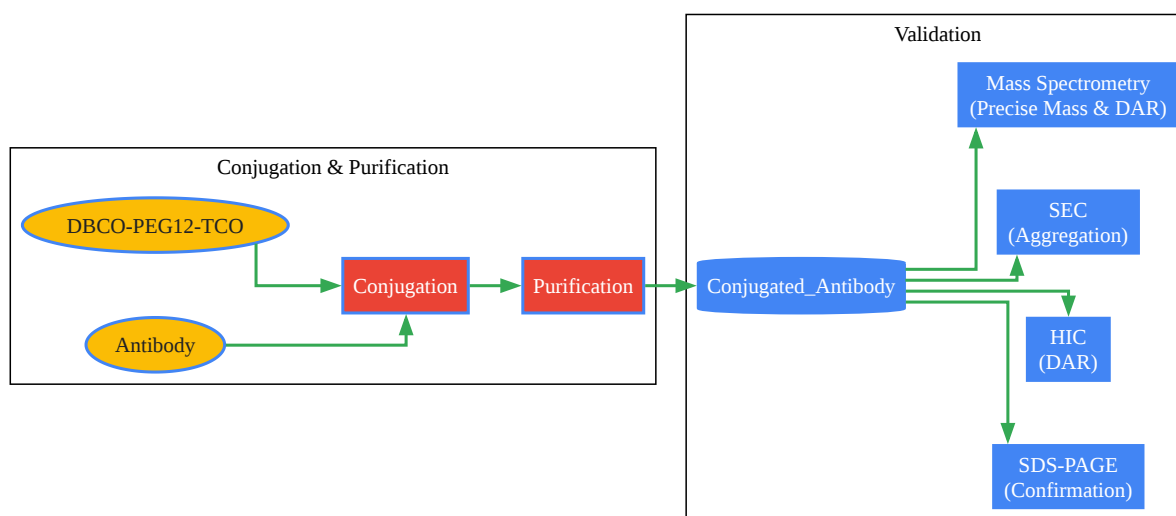 Conjugation & Purification
DBCO-PEG12-TCO
Antibody
Conjugation
Purification
Validation
Conjugated_Antibody
Mass Spectrometry
(Precise Mass & DAR)
SEC
(Aggregation)
HIC
(DAR)
SDS-PAGE
(Confirmation)